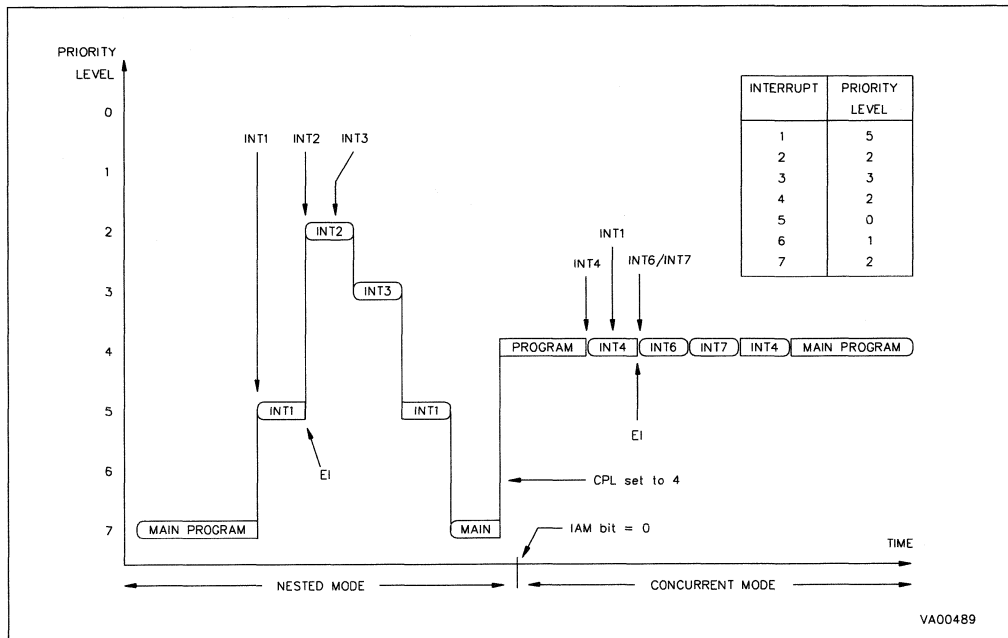 PRIORITY
LEVEL
0
1
2
3
4
5
6
7
INT1
INT2
INT3
INT2
INT3
INT1
EI
INT1
MAIN PROGRAM
MAIN
INTERRUPT PRIORITY
LEVEL
1 5
2 2
3 3
4 2
5 0
6 1
7 2
INT1
INT4
INT6/INT7
PROGRAM INT4 INT6 INT7 INT4 MAIN PROGRAM
EI
CPL set to 4
IAM bit = 0
TIME
NESTED MODE
CONCURRENT MODE
VA00489